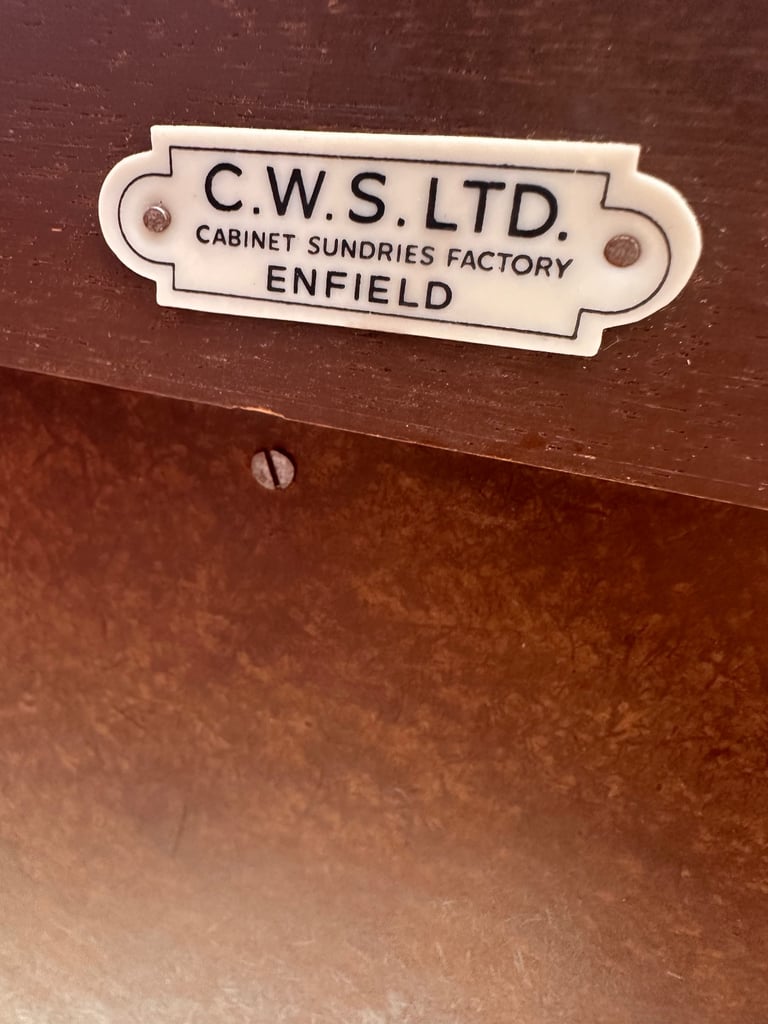 C.W.S. LTD.
CABINET SUNDRIES FACTORY
ENFIELD